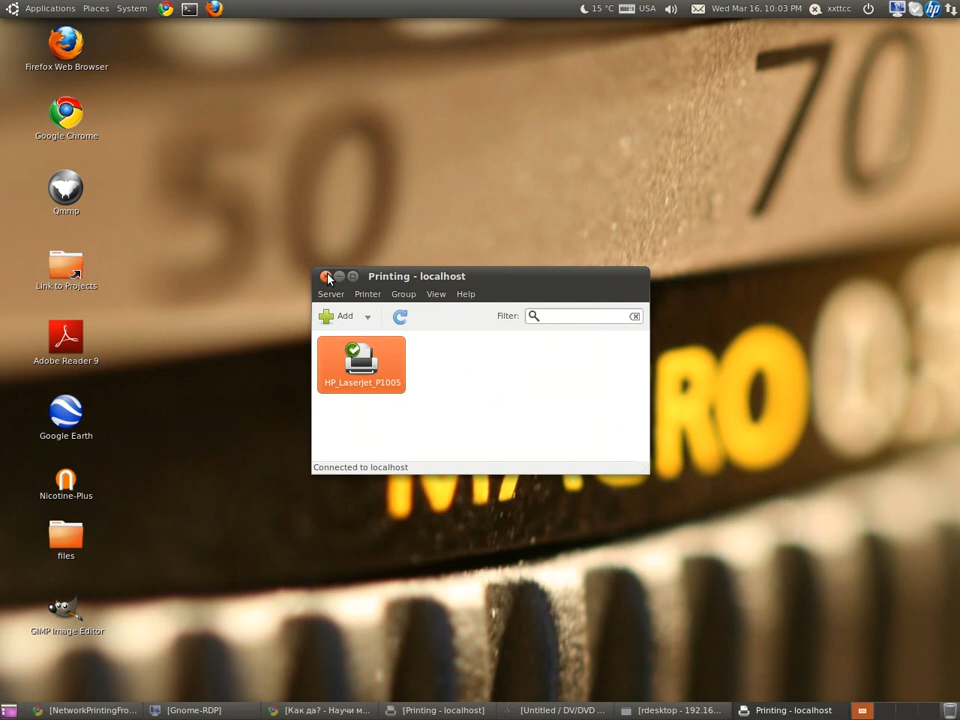 Applications Places System 15 °C USA Wed Mar 16, 10:03 PM xxttcc hp
Firefox Web Browser
Google Chrome
Qmmp
Link to Projects
Adobe Reader 9
Google Earth
Nicotine-Plus
files
GIMP Image Editor
50
70
Printing - localhost
Server Printer Group View Help
Add Filter:
HP_LaserJet_P1005
Connected to localhost
[NetworkPrintingFro... [Gnome-RDP] [Как да? - Научи м... [Printing - localhost] [Untitled / DV/DVD ... [rdesktop - 192.16... Printing - localhost